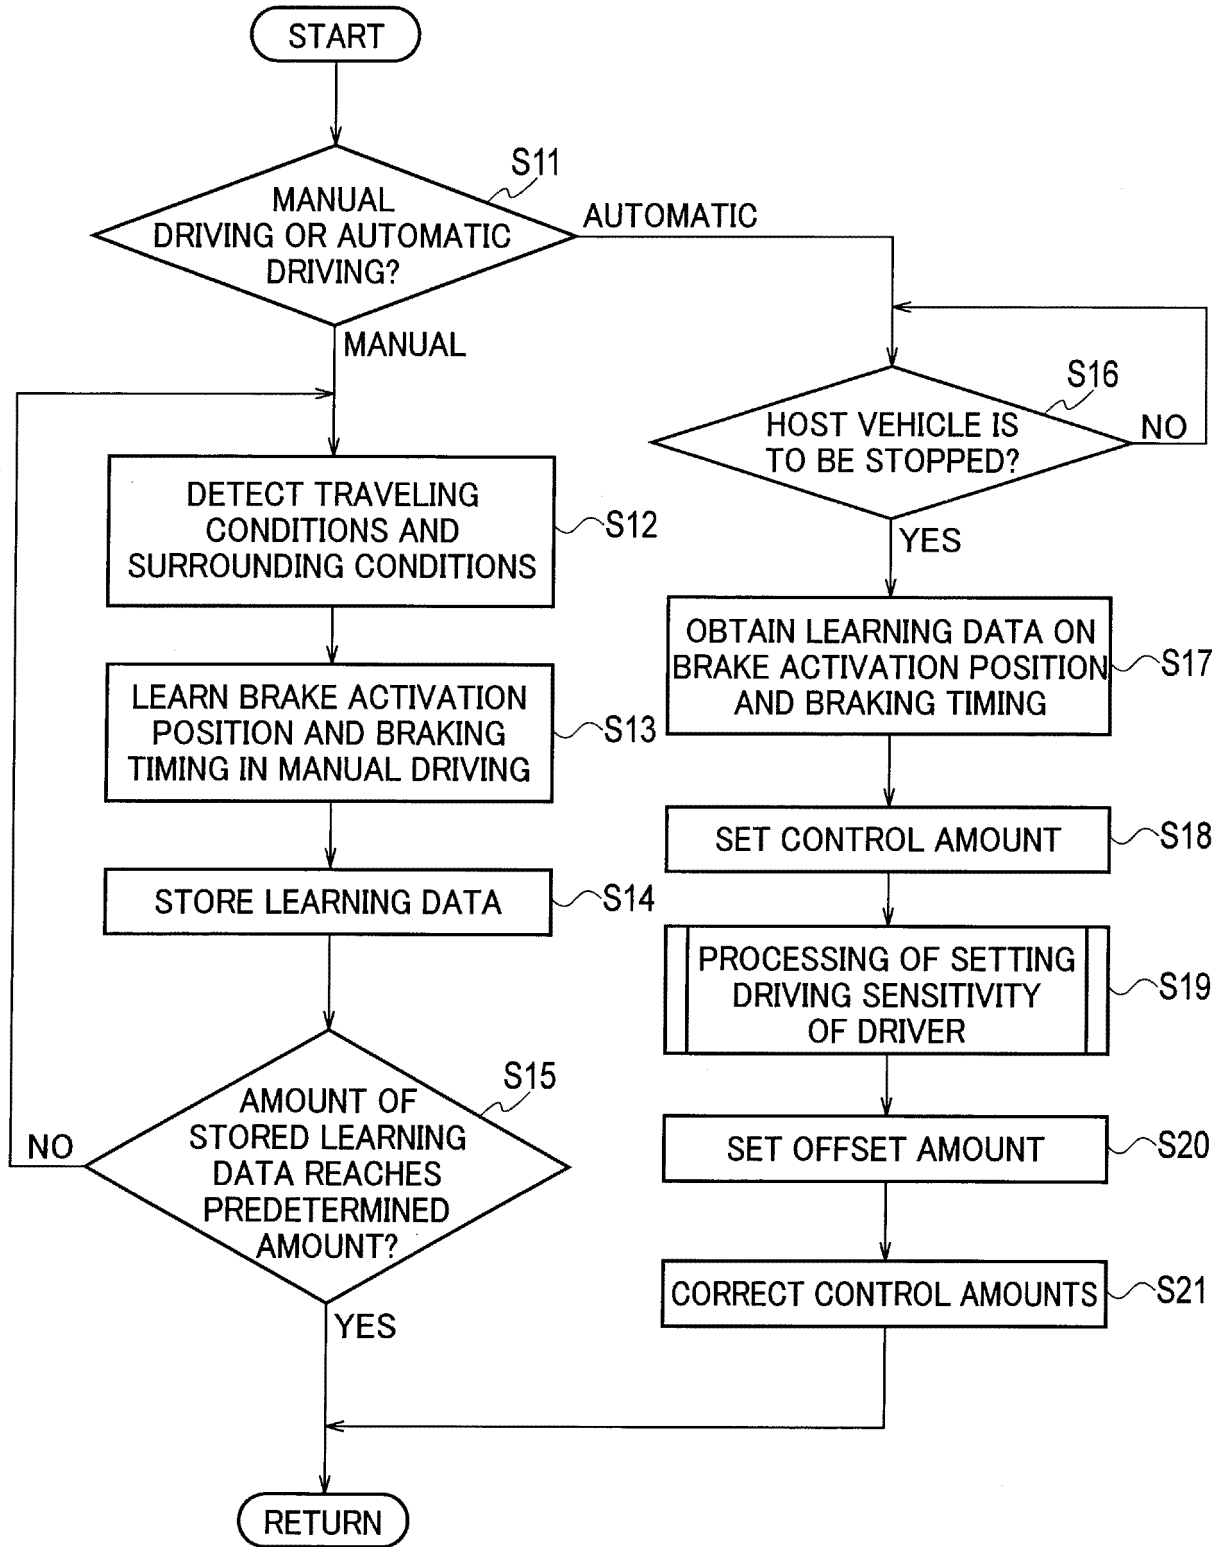 START
S11
MANUAL
DRIVING OR AUTOMATIC
DRIVING?
AUTOMATIC
MANUAL
DETECT TRAVELING
CONDITIONS AND
SURROUNDING CONDITIONS
S12
LEARN BRAKE ACTIVATION
POSITION AND BRAKING
TIMING IN MANUAL DRIVING
S13
STORE LEARNING DATA
S14
S15
AMOUNT OF
STORED LEARNING
DATA REACHES
PREDETERMINED
AMOUNT?
NO
YES
S16
HOST VEHICLE IS
TO BE STOPPED?
NO
YES
OBTAIN LEARNING DATA ON
BRAKE ACTIVATION POSITION
AND BRAKING TIMING
S17
SET CONTROL AMOUNT
S18
PROCESSING OF SETTING
DRIVING SENSITIVITY
OF DRIVER
S19
SET OFFSET AMOUNT
S20
CORRECT CONTROL AMOUNTS
S21
RETURN